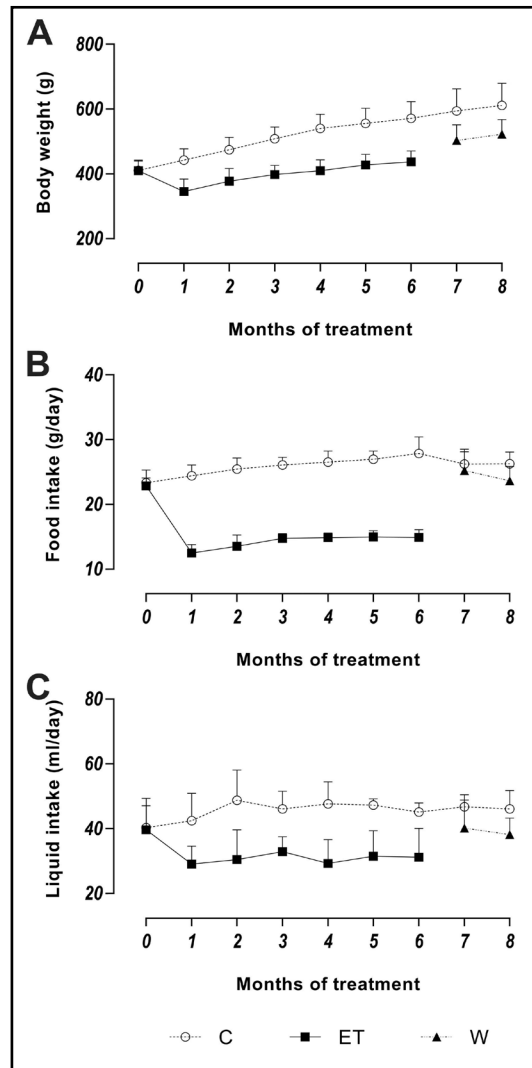 A
Body weight (g)
800
600
400
200
0 1 2 3 4 5 6 7 8
Months of treatment
B
Food intake (g/day)
40
30
20
10
0 1 2 3 4 5 6 7 8
Months of treatment
C
Liquid intake (ml/day)
80
60
40
20
0 1 2 3 4 5 6 7 8
Months of treatment
C ET W